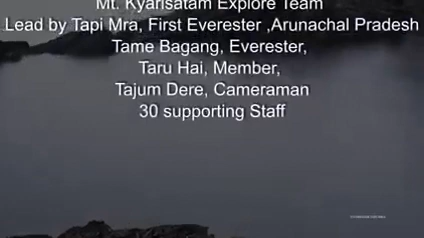 Mt. Kyarisatam Explore Team
Lead by Tapi Mra, First Everester ,Arunachal Pradesh
Tame Bagang, Everester,
Taru Hai, Member,
Tajum Dere, Cameraman
30 supporting Staff